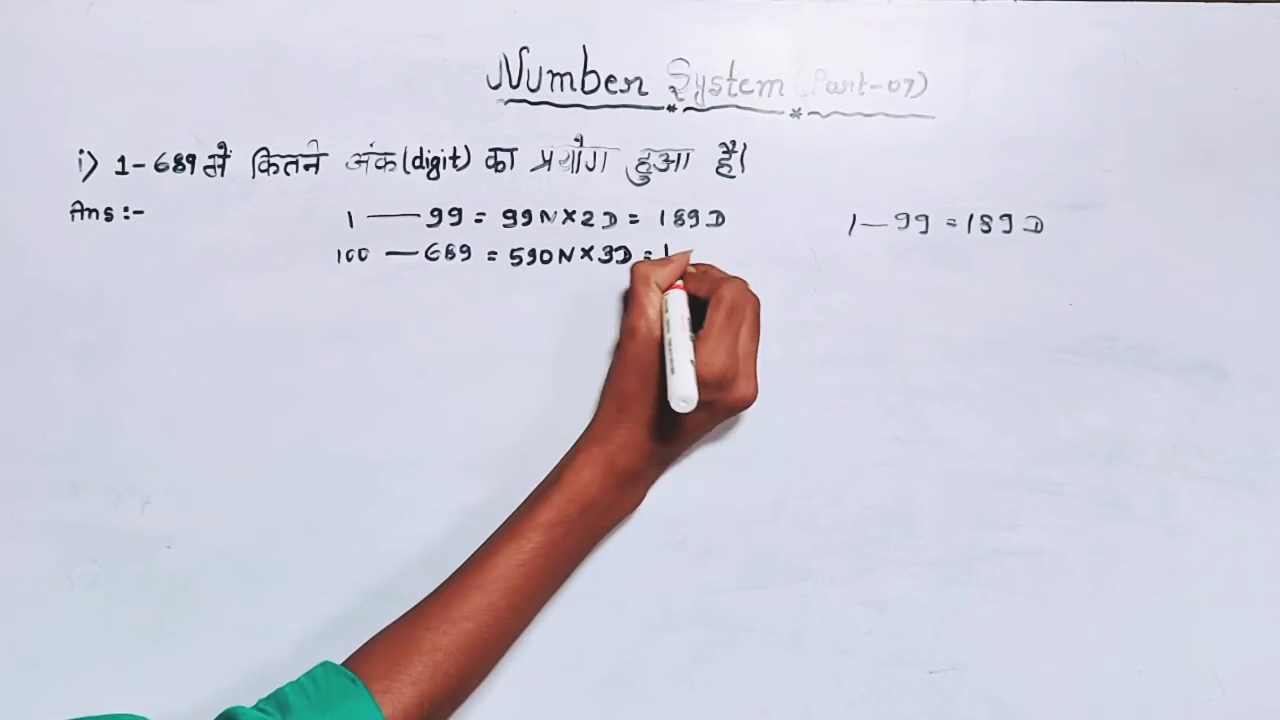 Number System (Part-07)
i) 1-689 में कितने अंक (digit) का प्रयोग हुआ है।
Ans :-
1 — 99 = 99N×2D = 189D
1 — 99 = 189D
100 — 689 = 590N×3D = 1